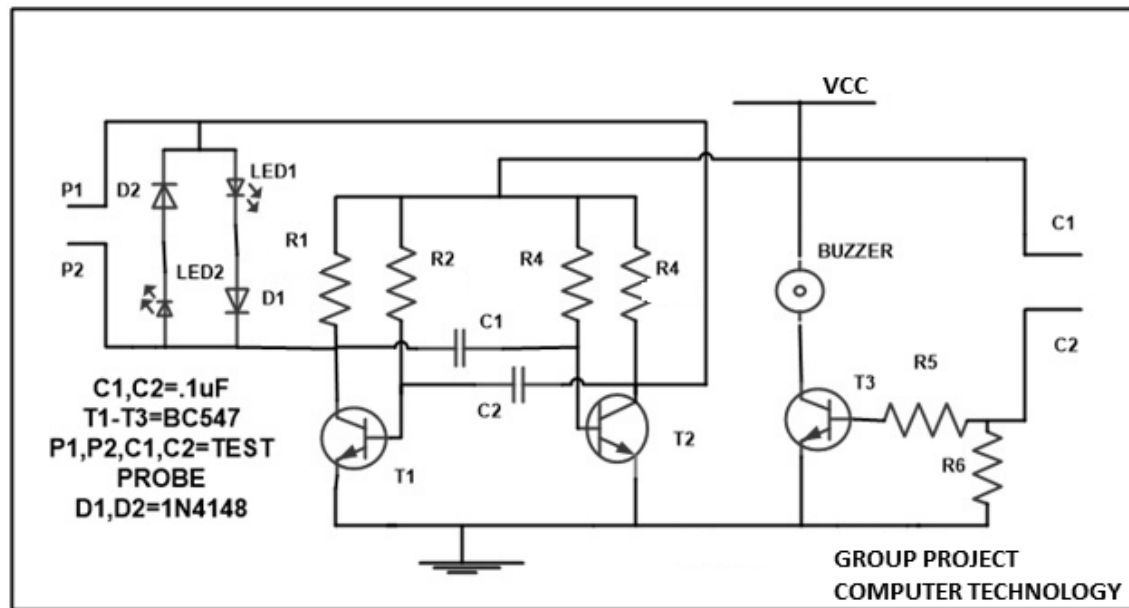 VCC
P1
D2
LED1
C1
R1
R2
R4
R4
BUZZER
P2
LED2
D1
C1
C2
C2
R5
T3
T1
T2
R6
C1,C2=.1uF
T1-T3=BC547
P1,P2,C1,C2=TEST
PROBE
D1,D2=1N4148
GROUP PROJECT
COMPUTER TECHNOLOGY